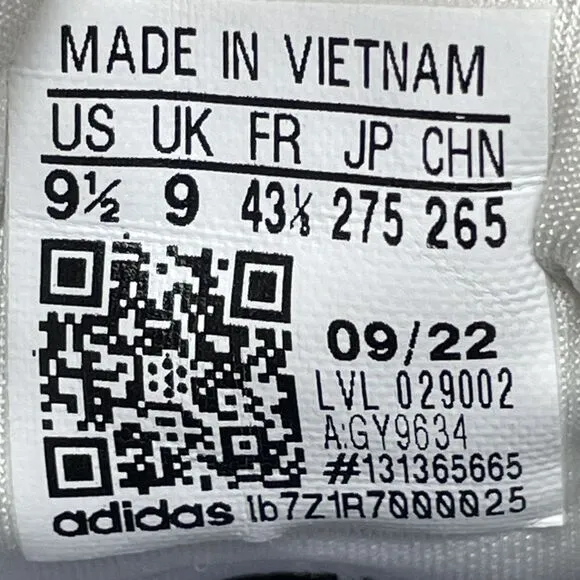 MADE IN VIETNAM
US UK FR JP CHN
9½ 9 43⅓ 275 265
09/22
LVL 029002
A:GY9634
#131365665
adidas 1b7Z1R7000025